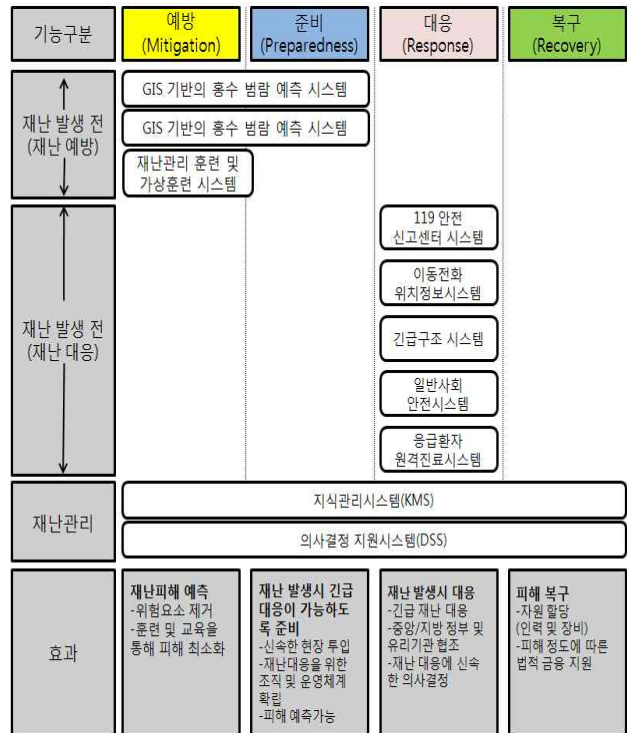 기능구분
예방
(Mitigation)
준비
(Preparedness)
대응
(Response)
복구
(Recovery)
재난 발생 전
(재난 예방)
GIS 기반의 홍수 범람 예측 시스템
GIS 기반의 홍수 범람 예측 시스템
재난관리 훈련 및
가상훈련 시스템
재난 발생 전
(재난 대응)
119 안전
신고센터 시스템
이동전화
위치정보시스템
긴급구조 시스템
일반사회
안전시스템
응급환자
원격진료시스템
재난관리
지식관리시스템(KMS)
의사결정 지원시스템(DSS)
효과
재난피해 예측
-위험요소 제거
-훈련 및 교육을
통해 피해 최소화
재난 발생시 긴급
대응이 가능하도
록 준비
-신속한 현장 투입
-재난대응을 위한
조직 및 운영체계
확립
-피해 예측가능
재난 발생시 대응
-긴급 재난 대응
-중앙/지방 정부 및
유리기관 협조
-재난 대응에 신속
한 의사결정
피해 복구
-자원 할당
(인력 및 장비)
-피해 정도에 따른
법적 금융 지원